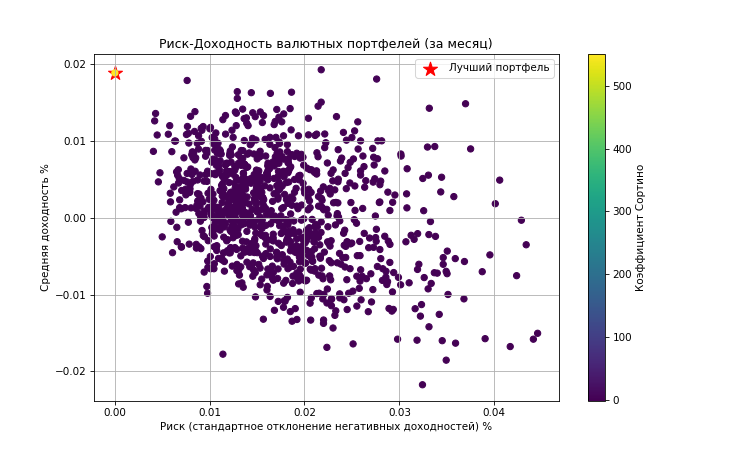 Риск-Доходность валютных портфелей (за месяц)
Лучший портфель
Средняя доходность %
0.02
0.01
0.00
−0.01
−0.02
0.00 0.01 0.02 0.03 0.04
Риск (стандартное отклонение негативных доходностей) %
500
400
300
200
100
0
Коэффициент Сортино